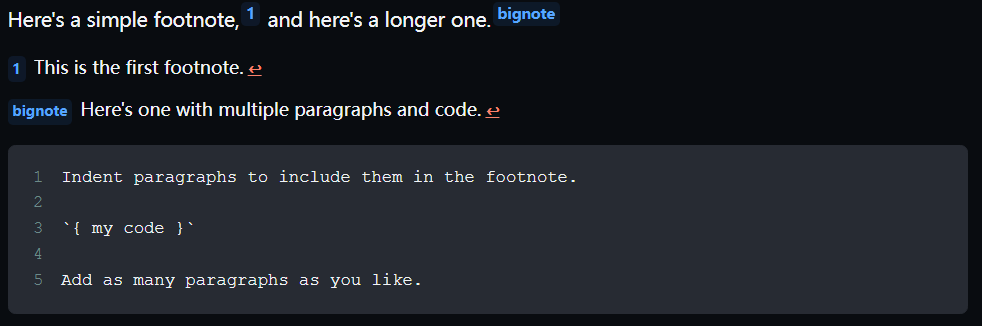 Here's a simple footnote,1 and here's a longer one.bignote
1 This is the first footnote. ↩
bignote Here's one with multiple paragraphs and code. ↩
1 Indent paragraphs to include them in the footnote.
2
3 `{ my code }`
4
5 Add as many paragraphs as you like.